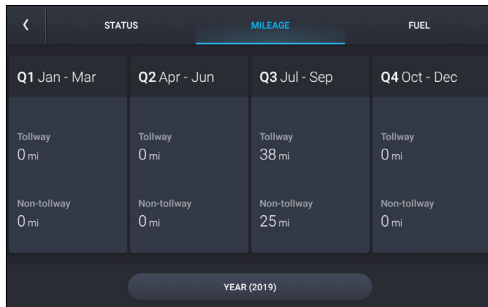 STATUS MILEAGE FUEL
Q1 Jan - Mar Q2 Apr - Jun Q3 Jul - Sep Q4 Oct - Dec
Tollway Tollway Tollway Tollway
0 mi 0 mi 38 mi 0 mi
Non-tollway Non-tollway Non-tollway Non-tollway
0 mi 0 mi 25 mi 0 mi
YEAR (2019)